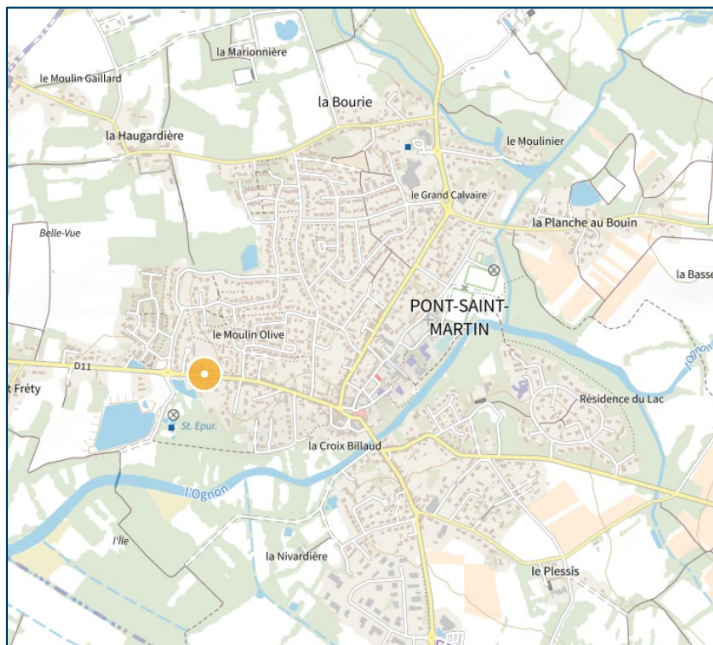 la Marionnière
le Moulin Gaillard
la Bourie
la Haugardière
le Moulinier
le Grand Calvaire
la Planche au Bouin
Belle-Vue
la Basse
PONT-SAINT-
MARTIN
le Moulin Olive
D11
l'Ognon
t Fréty
Résidence du Lac
St. Epur.
la Croix Billaud
l'Ognon
l'Île
la Nivardière
le Plessis